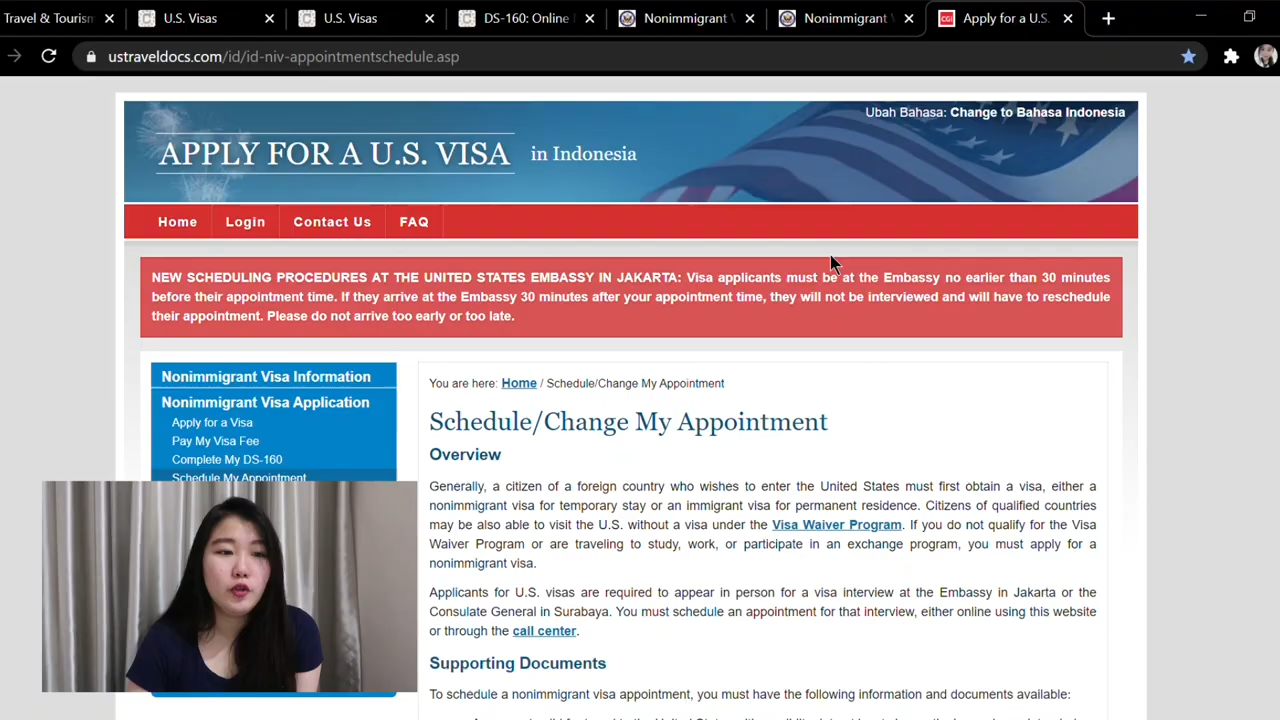 Travel & Tourism
U.S. Visas
U.S. Visas
DS-160: Online
Nonimmigrant
Nonimmigrant
CGI
Apply for a U.S.
ustraveldocs.com/id/id-niv-appointmentschedule.asp
Ubah Bahasa: Change to Bahasa Indonesia
APPLY FOR A U.S. VISA in Indonesia
Home Login Contact Us FAQ
NEW SCHEDULING PROCEDURES AT THE UNITED STATES EMBASSY IN JAKARTA: Visa applicants must be at the Embassy no earlier than 30 minutes
before their appointment time. If they arrive at the Embassy 30 minutes after your appointment time, they will not be interviewed and will have to reschedule
their appointment. Please do not arrive too early or too late.
Nonimmigrant Visa Information
Nonimmigrant Visa Application
Apply for a Visa
Pay My Visa Fee
Complete My DS-160
Schedule My Appointment
You are here: Home / Schedule/Change My Appointment
Schedule/Change My Appointment
Overview
Generally, a citizen of a foreign country who wishes to enter the United States must first obtain a visa, either a
nonimmigrant visa for temporary stay or an immigrant visa for permanent residence. Citizens of qualified countries
may be also able to visit the U.S. without a visa under the Visa Waiver Program. If you do not qualify for the Visa
Waiver Program or are traveling to study, work, or participate in an exchange program, you must apply for a
nonimmigrant visa.
Applicants for U.S. visas are required to appear in person for a visa interview at the Embassy in Jakarta or the
Consulate General in Surabaya. You must schedule an appointment for that interview, either online using this website
or through the call center.
Supporting Documents
To schedule a nonimmigrant visa appointment, you must have the following information and documents available: